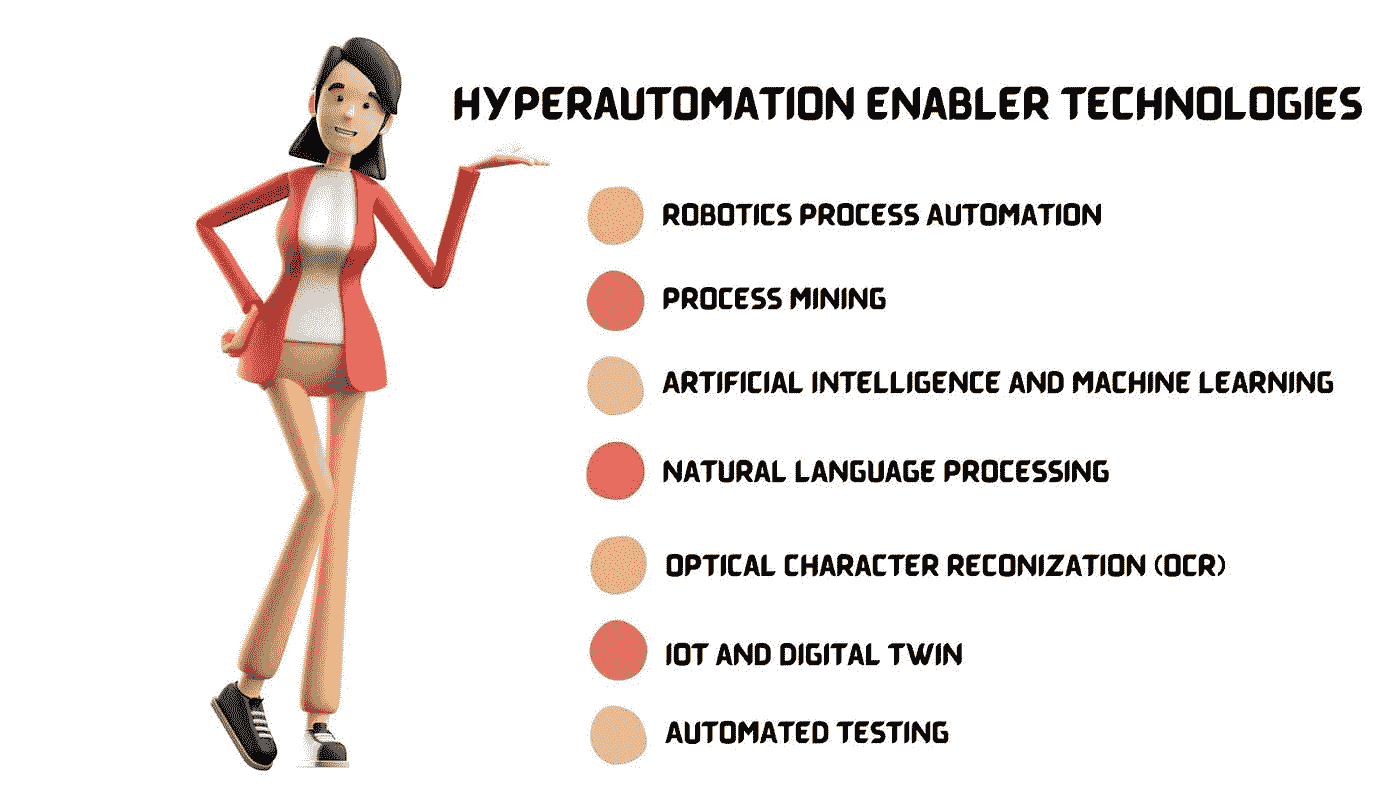 HYPERAUTOMATION ENABLER TECHNOLOGIES
ROBOTICS PROCESS AUTOMATION
PROCESS MINING
ARTIFICIAL INTELLIGENCE AND MACHINE LEARNING
NATURAL LANGUAGE PROCESSING
OPTICAL CHARACTER RECONIZATION (OCR)
IOT AND DIGITAL TWIN
AUTOMATED TESTING